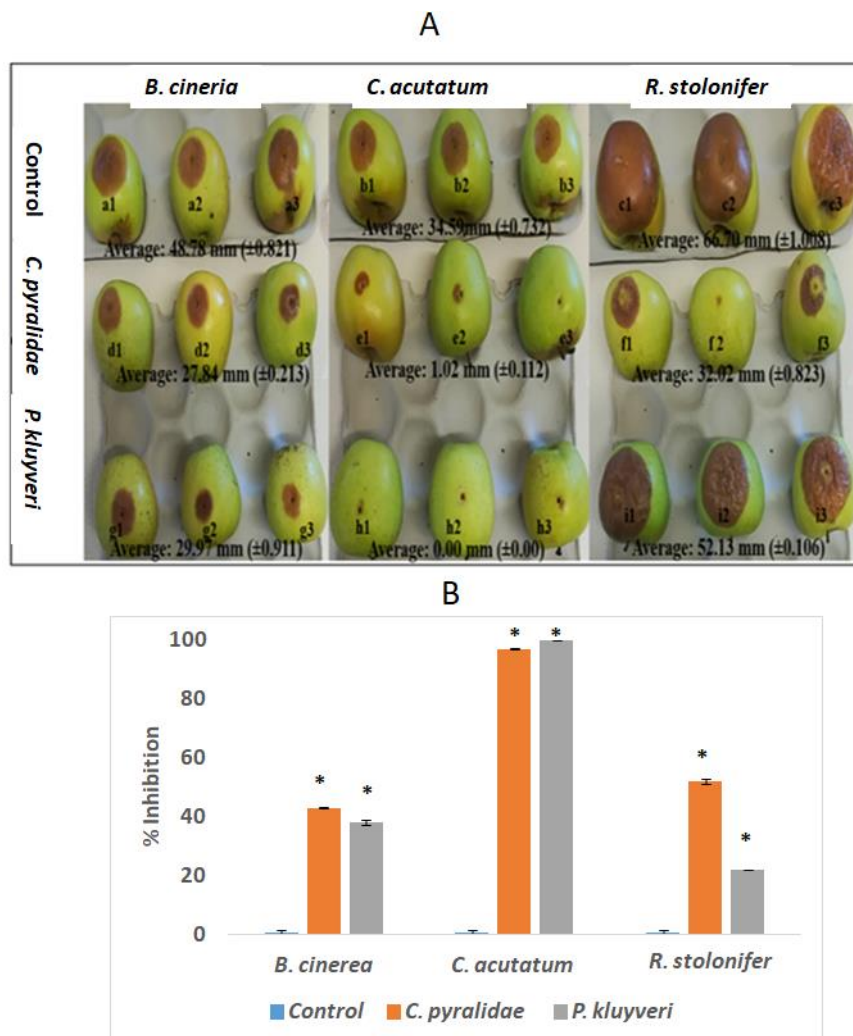 A
B. cineria C. acutatum R. stolonifer
Control
a1 a2 a3 b1 b2 b3 c1 c2 c3
Average: 48.78 mm (±0.821) Average: 34.59mm (±0.732) Average: 66.70 mm (±1.008)
C. pyralidae
d1 d2 d3 e1 e2 e3 f1 f2 f3
Average: 27.84 mm (±0.213) Average: 1.02 mm (±0.112) Average: 32.02 mm (±0.823)
P. kluyveri
g1 g2 g3 h1 h2 h3 i1 i2 i3
Average: 29.97 mm (±0.911) Average: 0.00 mm (±0.00) Average: 52.13 mm (±0.106)
B
% Inhibition
100
80
60
40
20
0
* * * * * *
B. cinerea C. acutatum R. stolonifer
Control C. pyralidae P. kluyveri